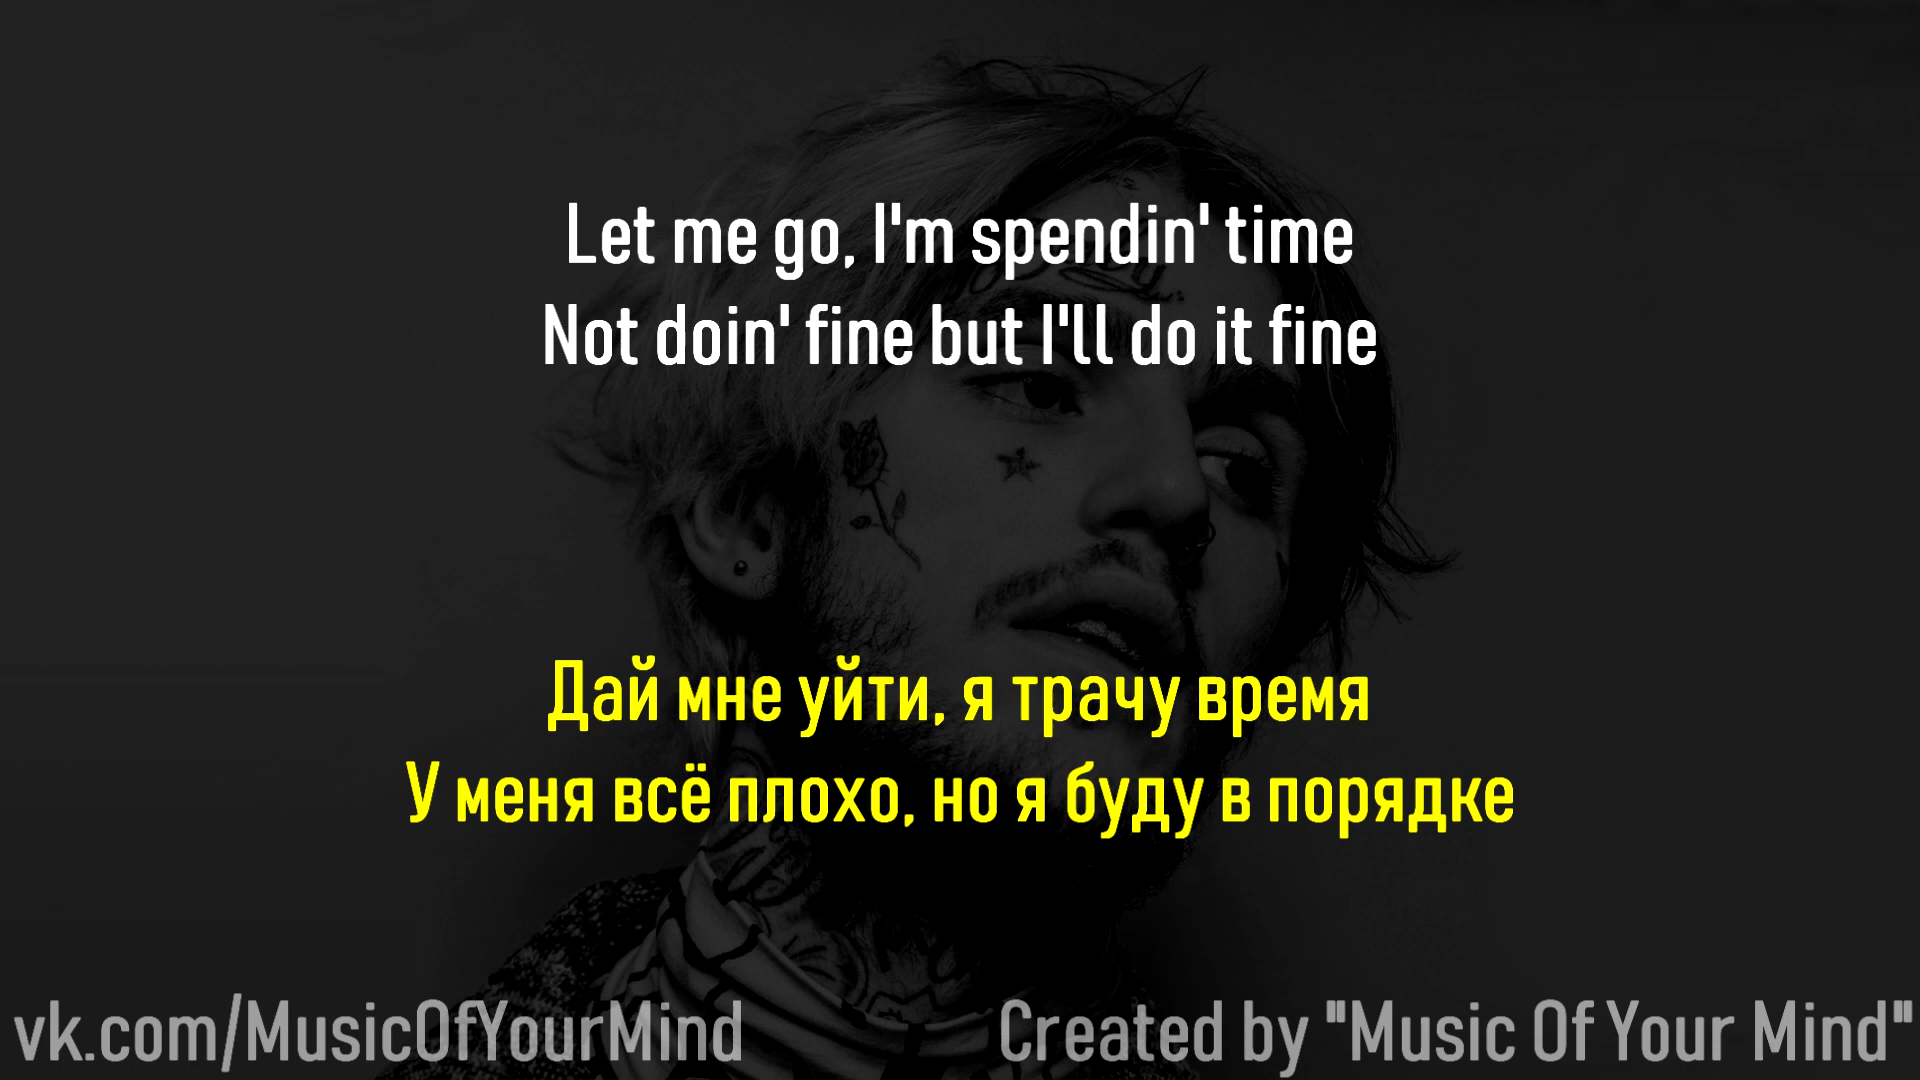 Let me go, I'm spendin' time
Not doin' fine but I'll do it fine
Дай мне уйти, я трачу время
У меня всё плохо, но я буду в порядке
vk.com/MusicOfYourMind
Created by "Music Of Your Mind"